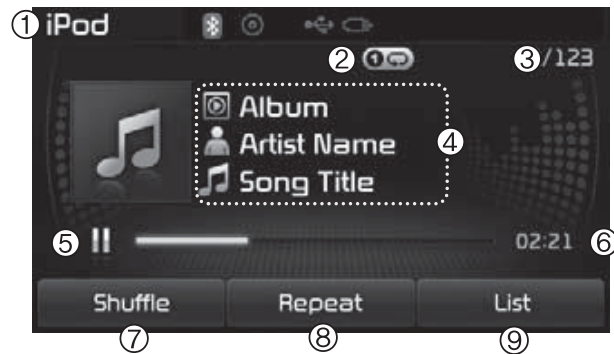 ① iPod
② ① ③ /123
Album
Artist Name ④
Song Title
⑤ 02:21 ⑥
Shuffle Repeat List
⑦ ⑧ ⑨